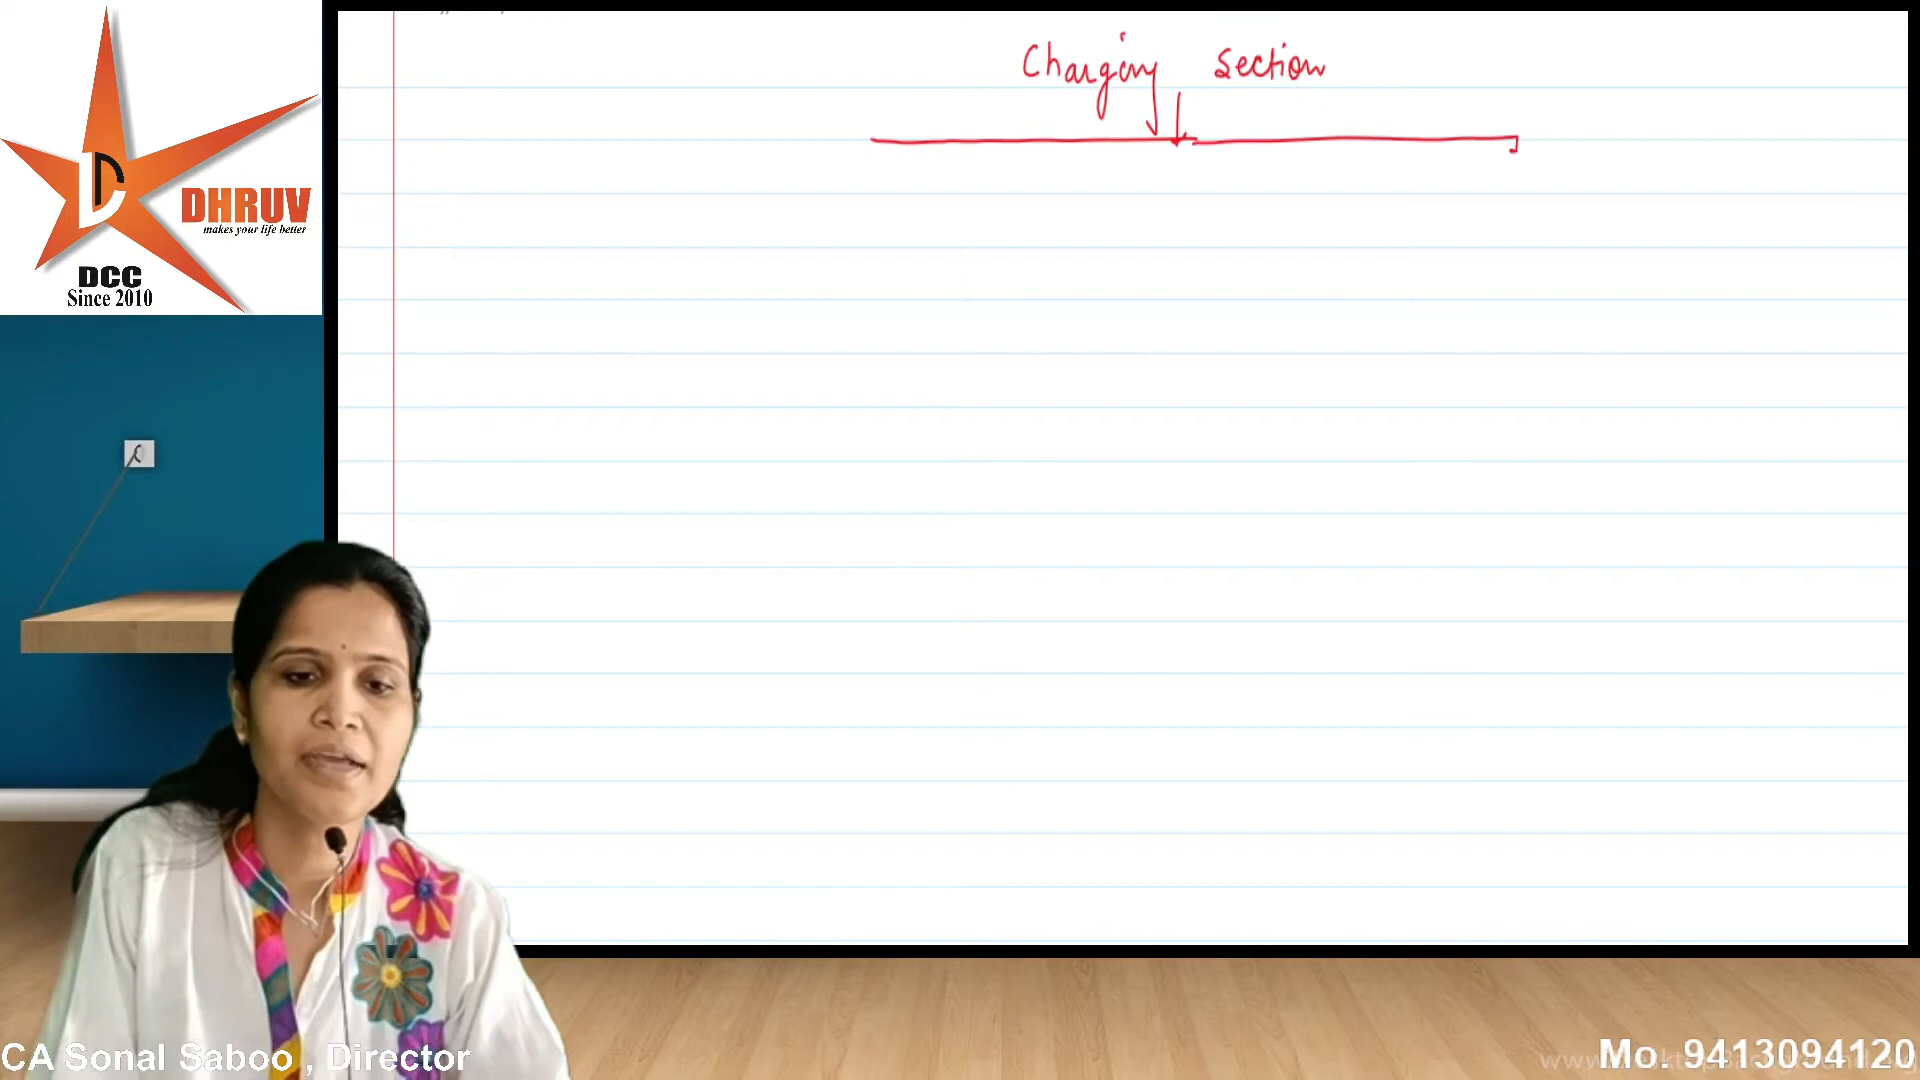 Charging section
DHRUV
makes your life better
DCC
Since 2010
CA Sonal Saboo , Director
Mo. 9413094120